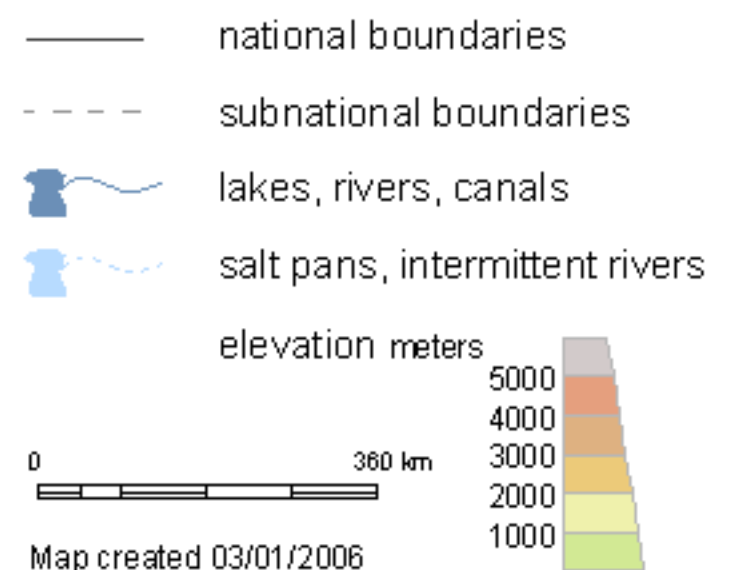 national boundaries
subnational boundaries
lakes, rivers, canals
salt pans, intermittent rivers
elevation meters
5000
4000
3000
2000
1000
0 360 km
Map created 03/01/2006